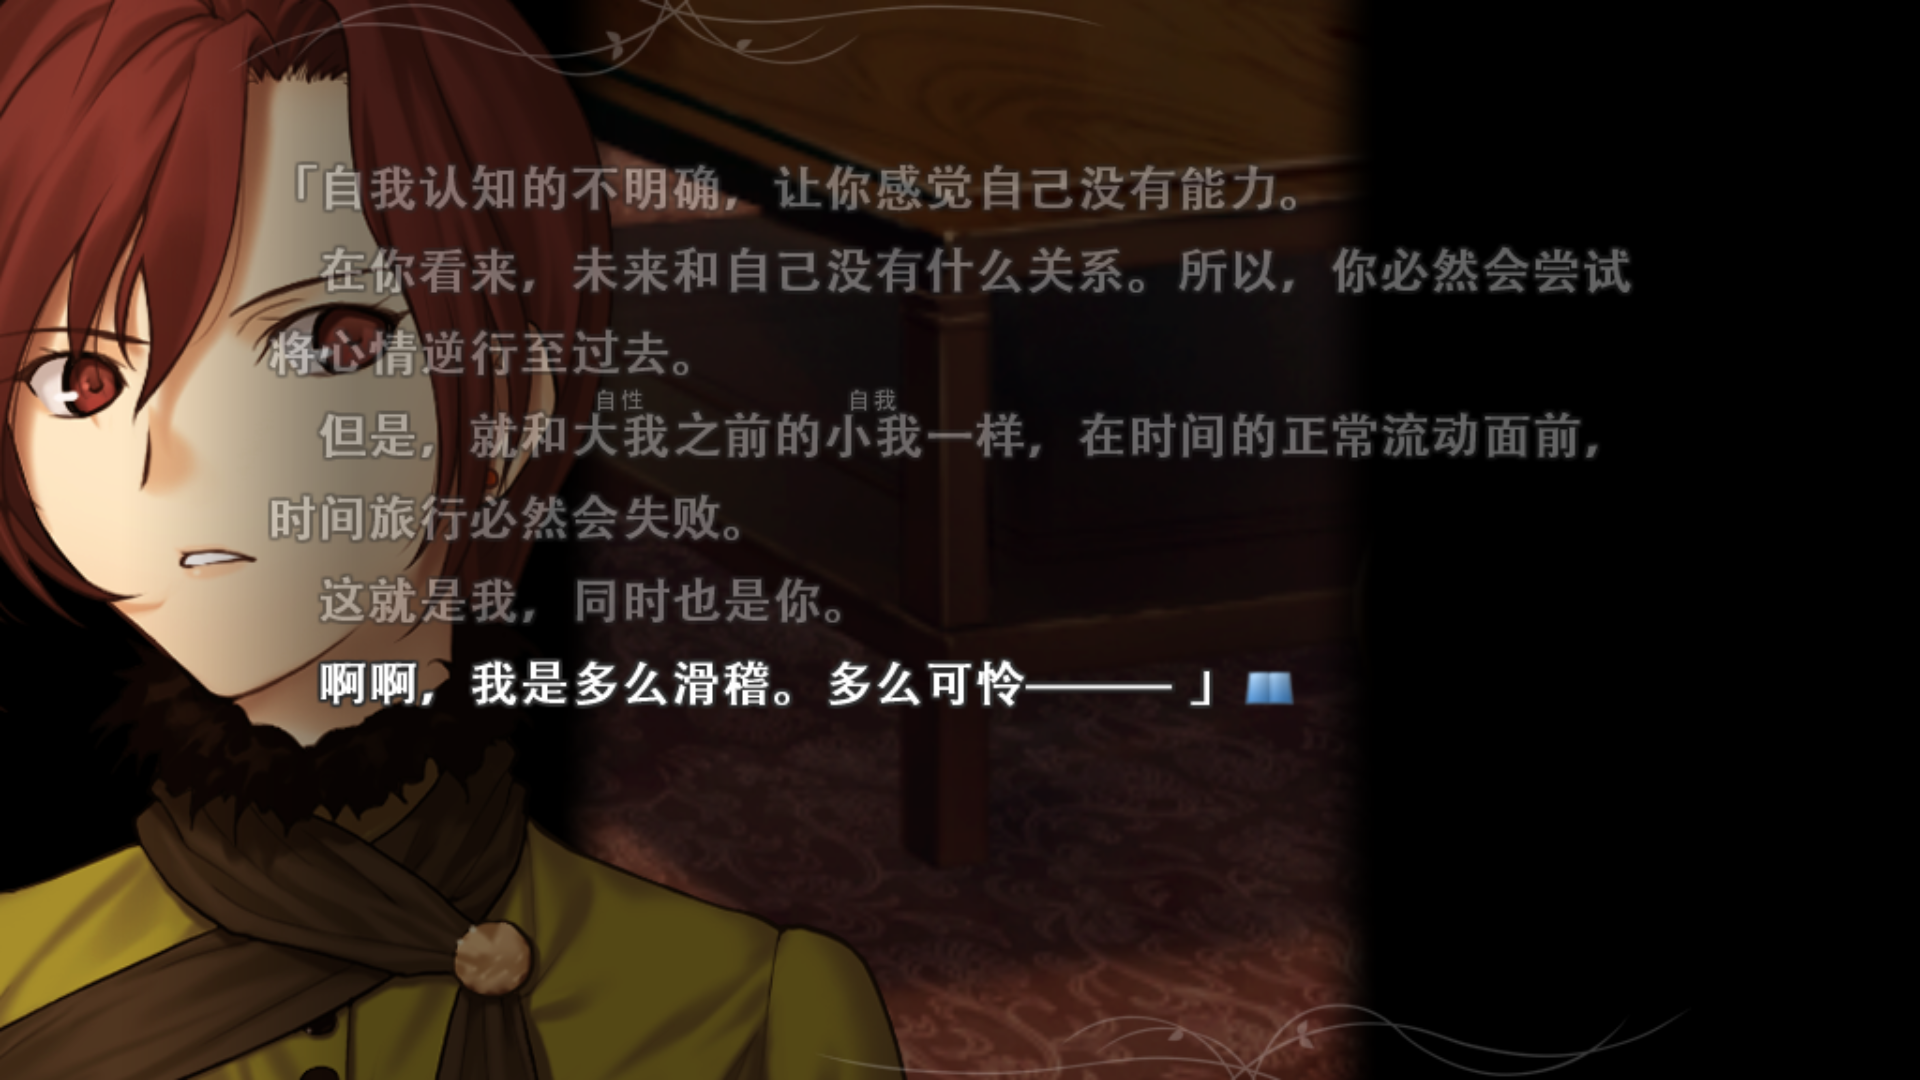 「自我认知的不明确，让你感觉自己没有能力。
在你看来，未来和自己没有什么关系。所以，你必然会尝试
将心情逆行至过去。
自性 自我
但是，就和大我之前的小我一样，在时间的正常流动面前，
时间旅行必然会失败。
这就是我，同时也是你。
啊啊，我是多么滑稽。多么可怜———」